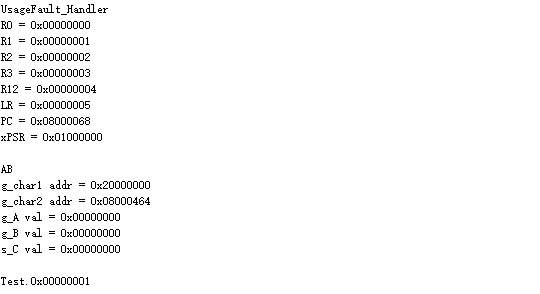 UsageFault_Handler
R0 = 0x00000000
R1 = 0x00000001
R2 = 0x00000002
R3 = 0x00000003
R12 = 0x00000004
LR = 0x00000005
PC = 0x08000068
xPSR = 0x01000000
AB
g_char1 addr = 0x20000000
g_char2 addr = 0x08000464
g_A val = 0x00000000
g_B val = 0x00000000
s_C val = 0x00000000
Test.0x00000001